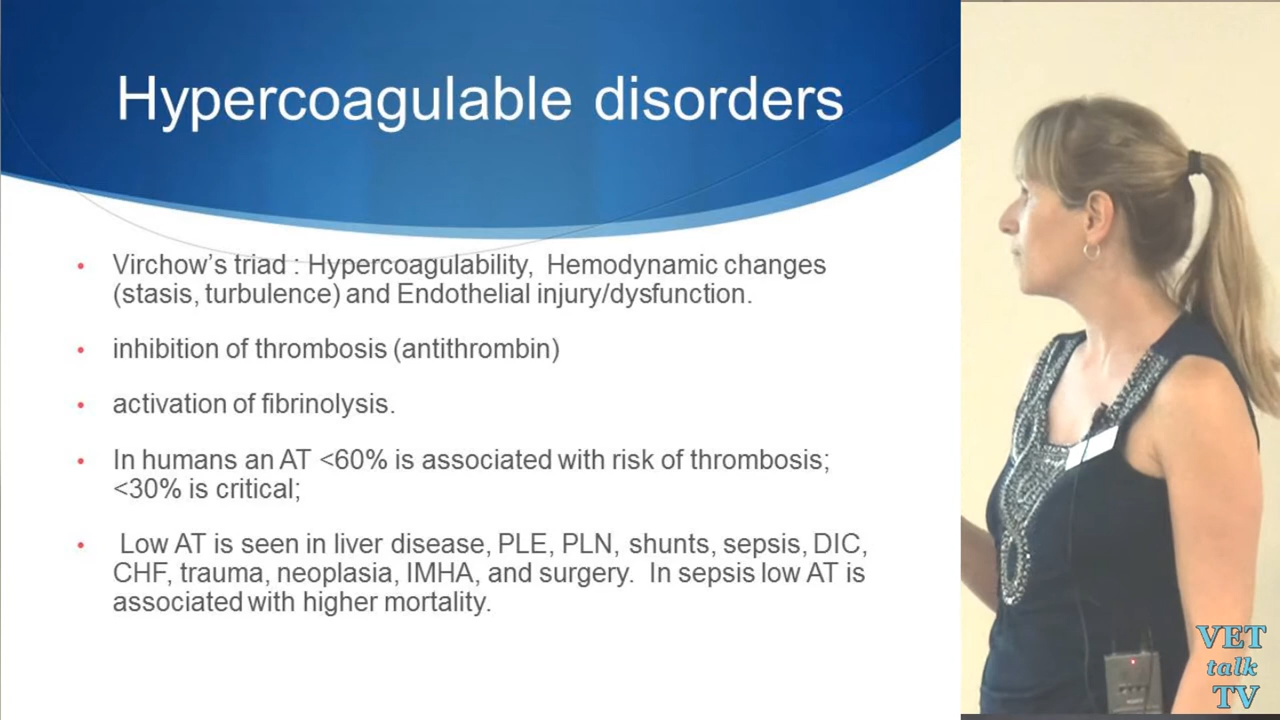 Hypercoagulable disorders
• Virchow's triad : Hypercoagulability, Hemodynamic changes
(stasis, turbulence) and Endothelial injury/dysfunction.
• inhibition of thrombosis (antithrombin)
• activation of fibrinolysis.
• In humans an AT <60% is associated with risk of thrombosis;
<30% is critical;
• Low AT is seen in liver disease, PLE, PLN, shunts, sepsis, DIC,
CHF, trauma, neoplasia, IMHA, and surgery. In sepsis low AT is
associated with higher mortality.
VET
talk
TV